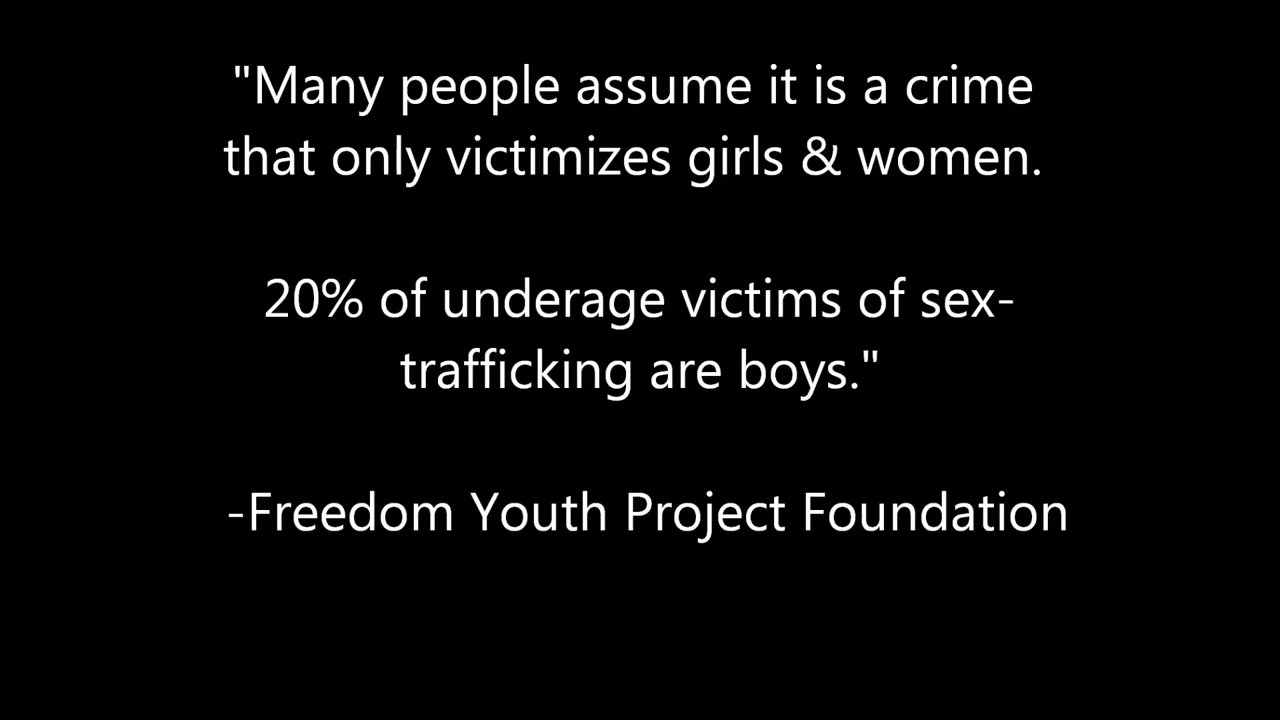 "Many people assume it is a crime
that only victimizes girls & women.
20% of underage victims of sex-
trafficking are boys."
-Freedom Youth Project Foundation